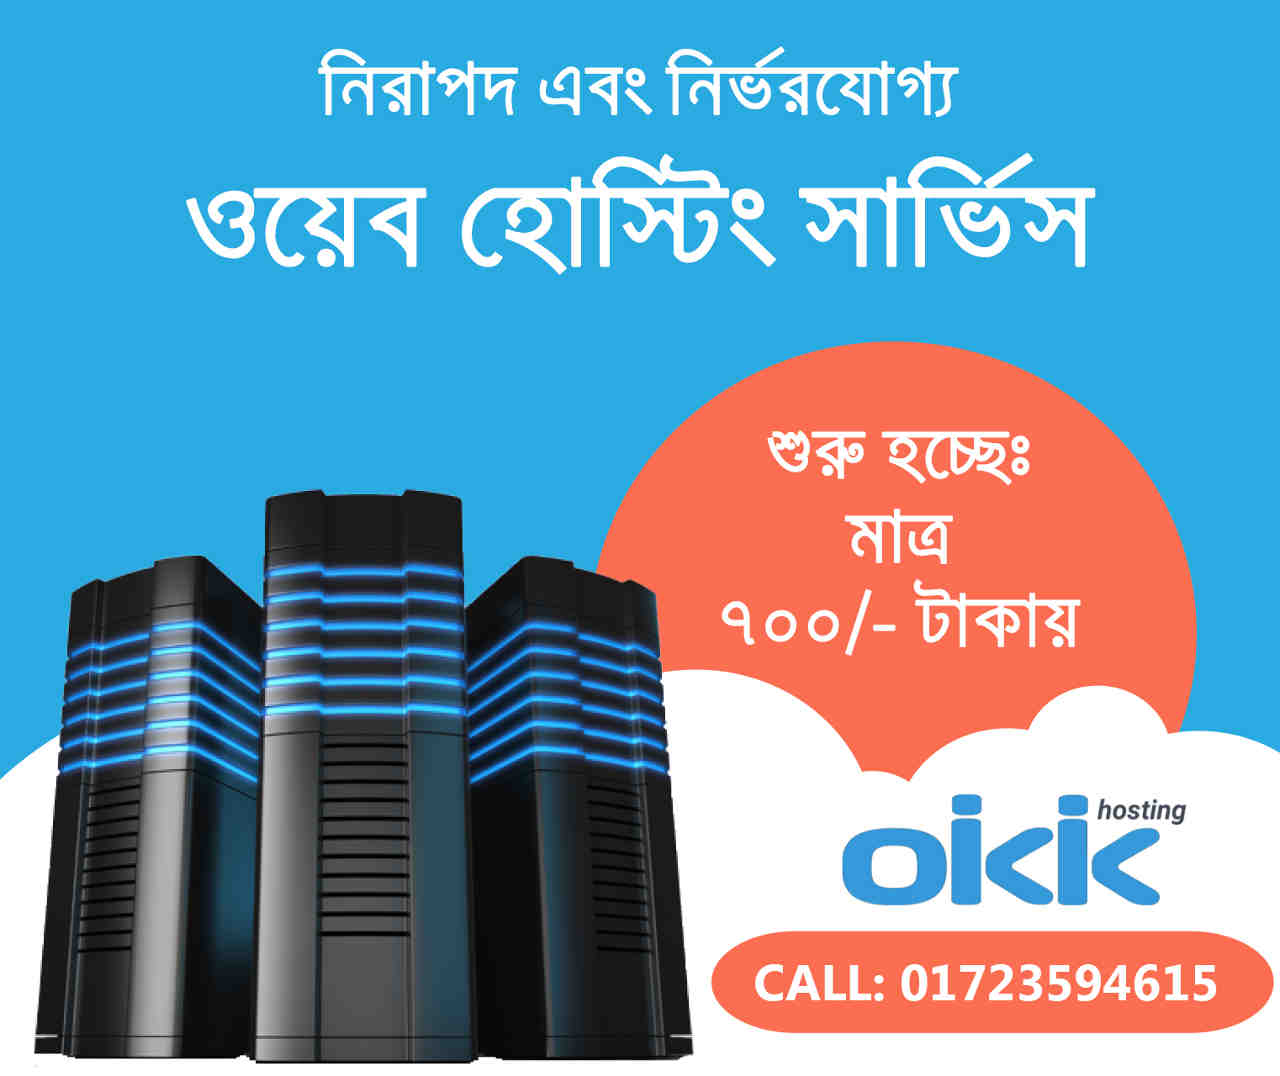 নিরাপদ এবং নির্ভরযোগ্য
ওয়েব হোস্টিং সার্ভিস
শুরু হচ্ছেঃ
মাত্র
৭০০/- টাকায়
okk hosting
CALL: 01723594615